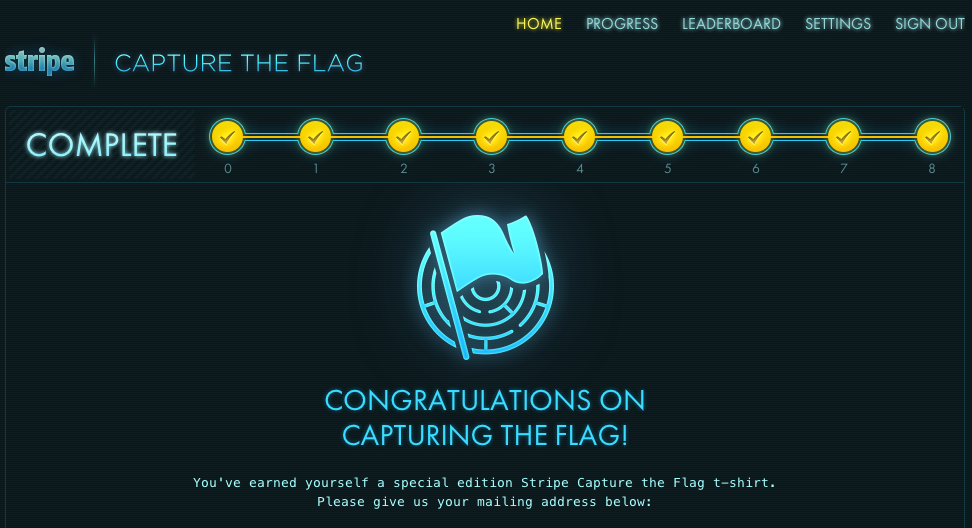 HOME PROGRESS LEADERBOARD SETTINGS SIGN OUT
stripe CAPTURE THE FLAG
COMPLETE
0 1 2 3 4 5 6 7 8
CONGRATULATIONS ON
CAPTURING THE FLAG!
You've earned yourself a special edition Stripe Capture the Flag t-shirt.
Please give us your mailing address below: